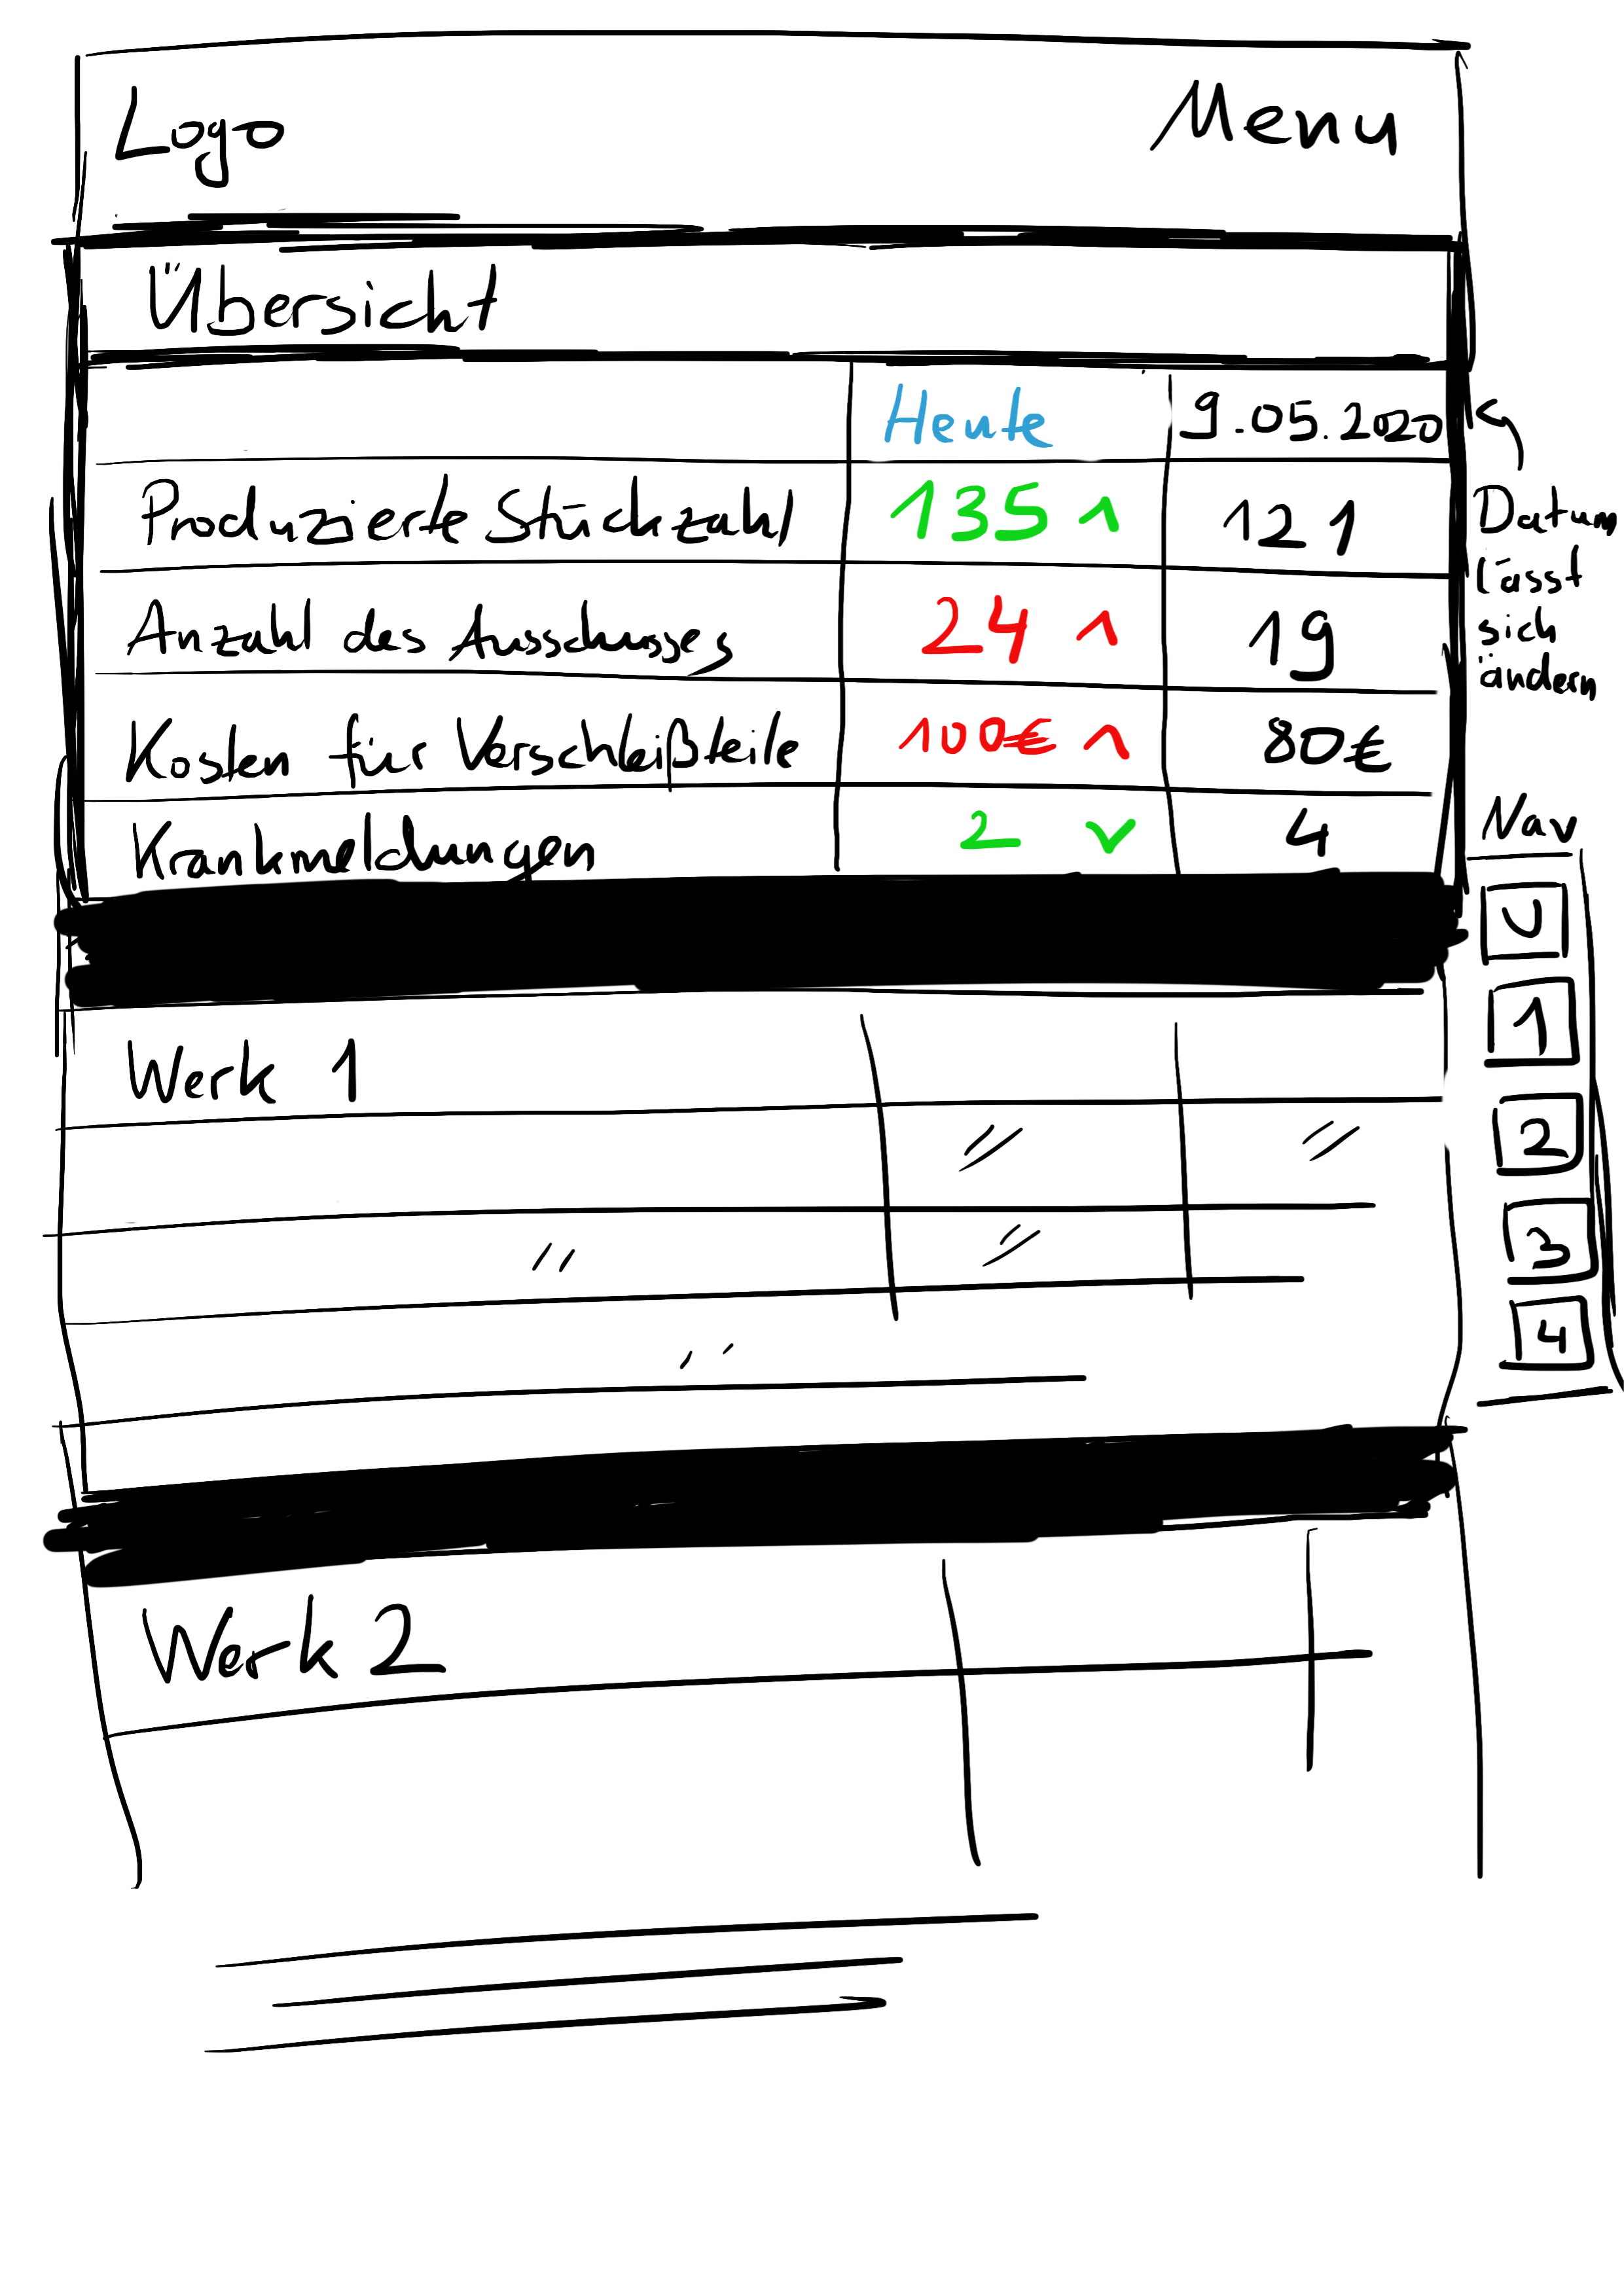 Logo Menu
Übersicht
Heute 9.05.2020
Produzierte Stückzahl 135 ^ 121
Anzahl des Ausschusses 24 ^ 19
Kosten für Verschleißteile 100€ ^ 80€
Krankmeldungen 2 ˅ 4
Datum
lässt
sich
ändern
Nav
U
1
2
3
4
Werk 1
〃 〃
〃 〃
〃
Werk 2